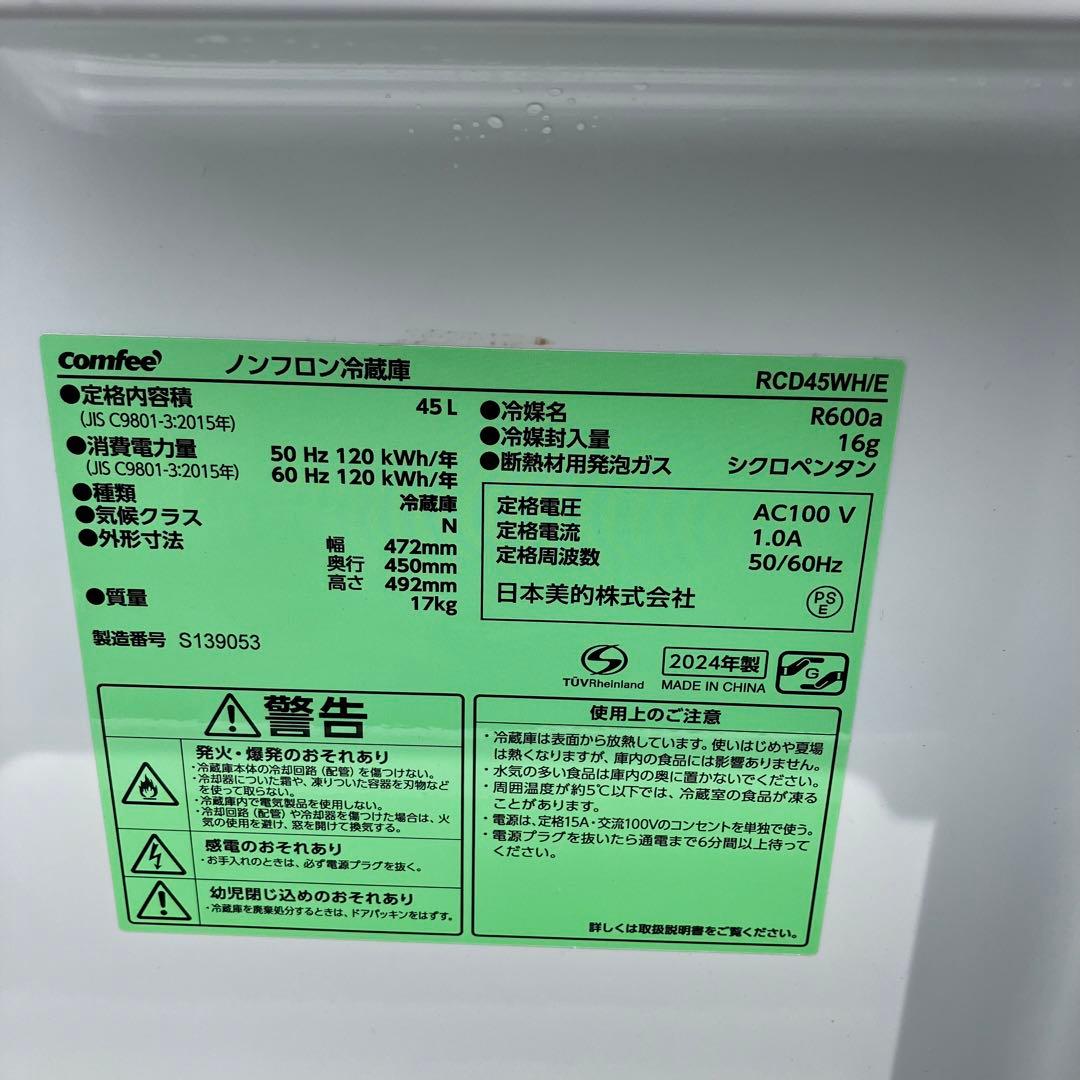 comfee' ノンフロン冷蔵庫 RCD45WH/E
●定格内容積 45 L
(JIS C9801-3:2015年)
●消費電力量 50 Hz 120 kWh/年
(JIS C9801-3:2015年) 60 Hz 120 kWh/年
●種類 冷蔵庫
●気候クラス N
●外形寸法 幅 472mm
奥行 450mm
高さ 492mm
●質量 17kg
製造番号 S139053
●冷媒名 R600a
●冷媒封入量 16g
●断熱材用発泡ガス シクロペンタン
定格電圧 AC100 V
定格電流 1.0A
定格周波数 50/60Hz
日本美的株式会社 PS E
TÜVRheinland
2024年製
MADE IN CHINA
G
警告
発火・爆発のおそれあり
・冷蔵庫本体の冷却回路(配管)を傷つけない。
・冷却器についた霜や、凍りついた容器を刃物など
を使って取らない。
・冷蔵庫内で電気製品を使用しない。
・冷却回路(配管)や冷却器を傷つけた場合は、火
気の使用を避け、窓を開けて換気する。
感電のおそれあり
・お手入れのときは、必ず電源プラグを抜く。
幼児閉じ込めのおそれあり
・冷蔵庫を廃棄処分するときは、ドアパッキンをはずす。
使用上のご注意
・冷蔵庫は表面から放熱しています。使いはじめや夏場
は熱くなりますが、庫内の食品には影響ありません。
・水気の多い食品は庫内の奥に置かないでください。
・周囲温度が約5℃以下では、冷蔵室の食品が凍る
ことがあります。
・電源は、定格15A・交流100Vのコンセントを単独で使う。
・電源プラグを抜いたら通電まで6分間以上待って
ください。
詳しくは取扱説明書をご覧ください。